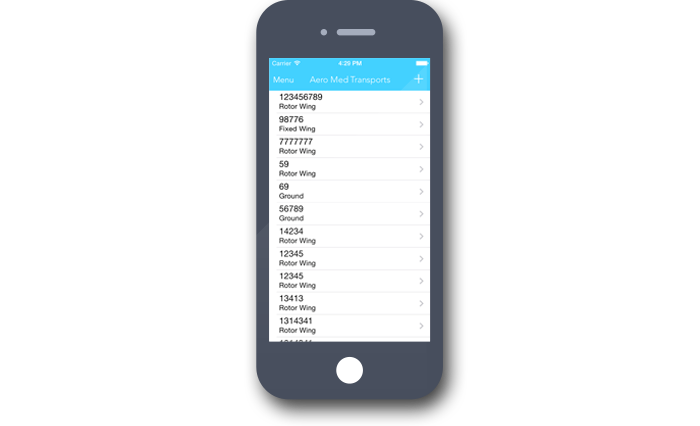 Carrier 4:20 PM
Menu Aero Med Transports +
123456789
Rotor Wing
98776
Fixed Wing
7777777
Rotor Wing
59
Rotor Wing
69
Ground
56789
Ground
14234
Rotor Wing
12345
Rotor Wing
12345
Rotor Wing
13413
Rotor Wing
1314341
Rotor Wing